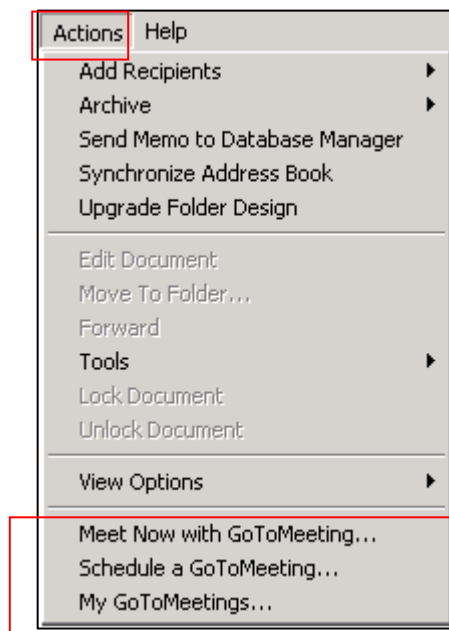 Actions Help
Add Recipients
Archive
Send Memo to Database Manager
Synchronize Address Book
Upgrade Folder Design
Edit Document
Move To Folder...
Forward
Tools
Lock Document
Unlock Document
View Options
Meet Now with GoToMeeting...
Schedule a GoToMeeting...
My GoToMeetings...